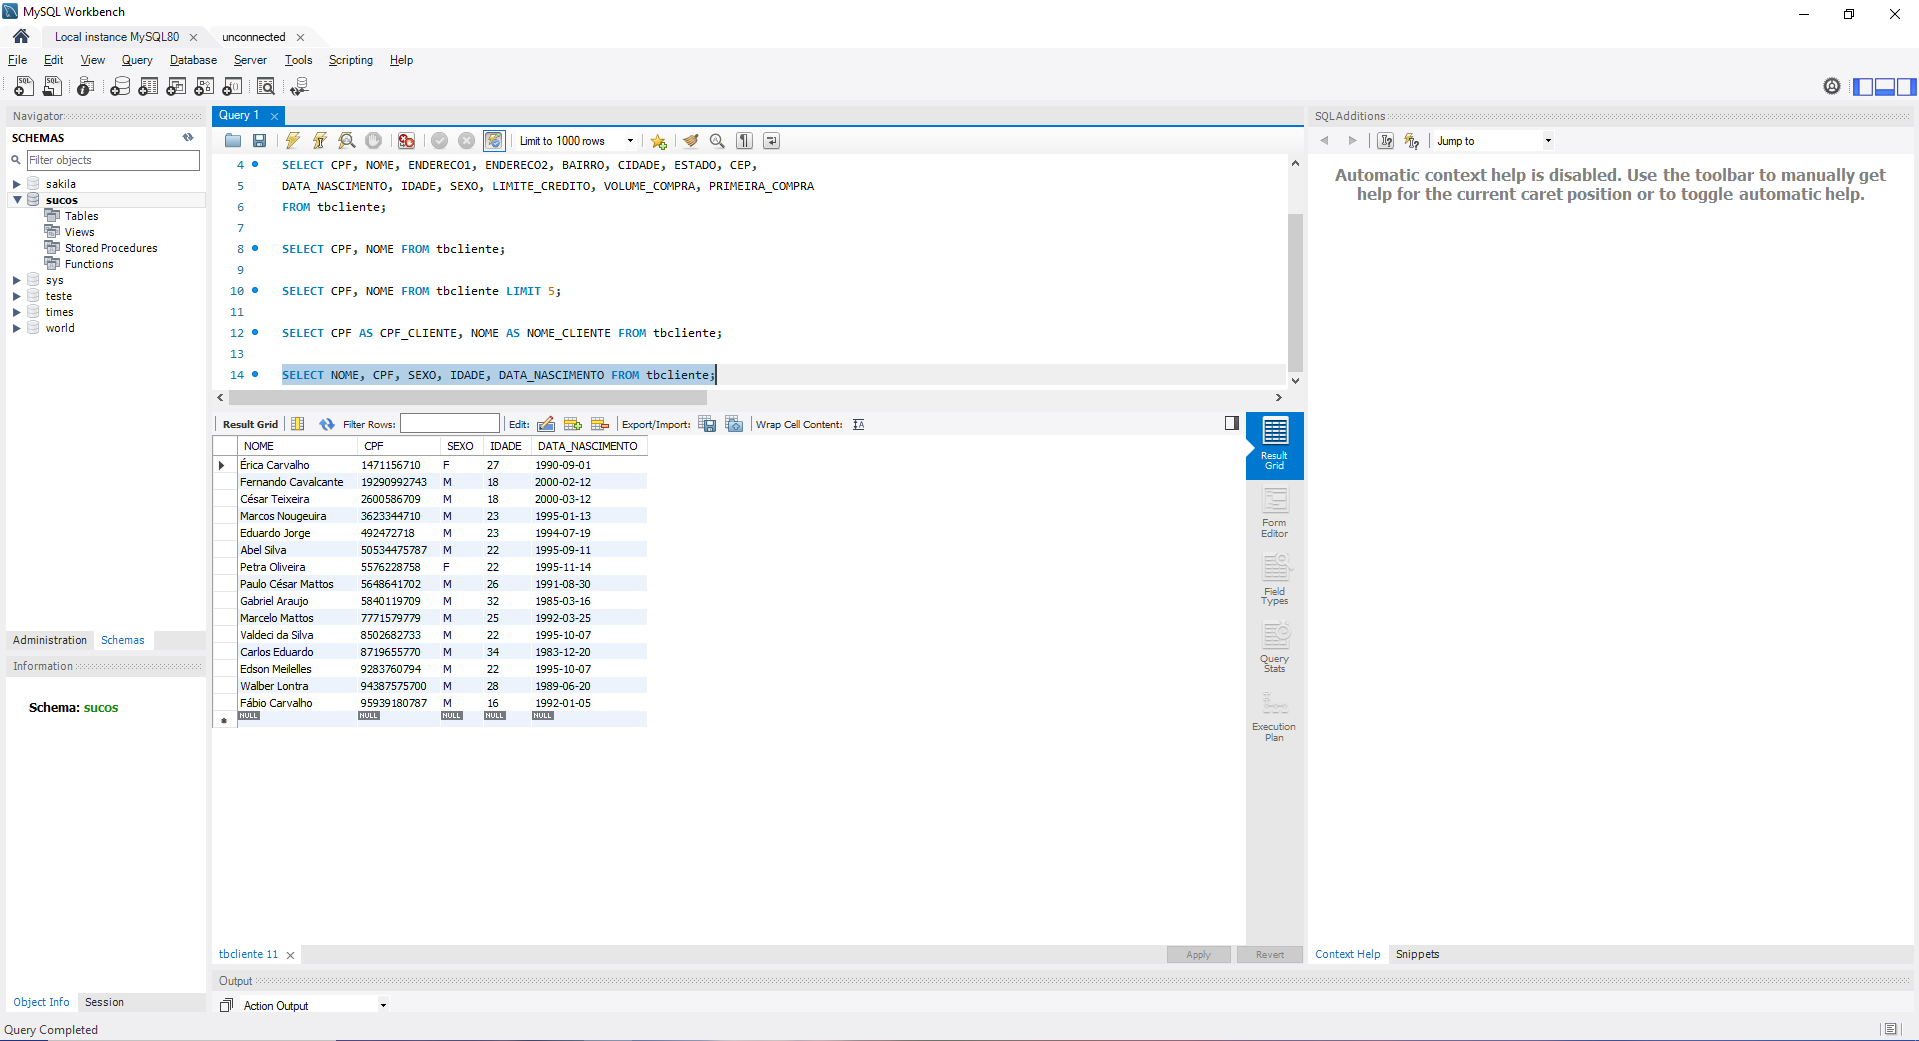 MySQL Workbench
Local instance MySQL80
unconnected
File Edit View Query Database Server Tools Scripting Help
Navigator
SCHEMAS
Filter objects
sakila
sucos
Tables
Views
Stored Procedures
Functions
sys
teste
times
world
Administration Schemas
Information
Schema: sucos
Object Info Session
Query Completed
Query 1
Limit to 1000 rows
4 SELECT CPF, NOME, ENDERECO1, ENDERECO2, BAIRRO, CIDADE, ESTADO, CEP,
5 DATA_NASCIMENTO, IDADE, SEXO, LIMITE_CREDITO, VOLUME_COMPRA, PRIMEIRA_COMPRA
6 FROM tbcliente;
7
8 SELECT CPF, NOME FROM tbcliente;
9
10 SELECT CPF, NOME FROM tbcliente LIMIT 5;
11
12 SELECT CPF AS CPF_CLIENTE, NOME AS NOME_CLIENTE FROM tbcliente;
13
14 SELECT NOME, CPF, SEXO, IDADE, DATA_NASCIMENTO FROM tbcliente;
Result Grid Filter Rows: Edit: Export/Import: Wrap Cell Content:
NOME CPF SEXO IDADE DATA_NASCIMENTO
Érica Carvalho 1471156710 F 27 1990-09-01
Fernando Cavalcante 19290992743 M 18 2000-02-12
César Teixeira 2600586709 M 18 2000-03-12
Marcos Nougeuira 3623344710 M 23 1995-01-13
Eduardo Jorge 492472718 M 23 1994-07-19
Abel Silva 50534475787 M 22 1995-09-11
Petra Oliveira 5576228758 F 22 1995-11-14
Paulo César Mattos 5648641702 M 26 1991-08-30
Gabriel Araujo 5840119709 M 32 1985-03-16
Marcelo Mattos 7771579779 M 25 1992-03-25
Valdeci da Silva 8502682733 M 22 1995-10-07
Carlos Eduardo 8719655770 M 34 1983-12-20
Edson Meilelles 9283760794 M 22 1995-10-07
Walber Lontra 94387575700 M 28 1989-06-20
Fábio Carvalho 95939180787 M 16 1992-01-05
NULL NULL NULL NULL NULL
Result
Grid
Form
Editor
Field
Types
Query
Stats
Execution
Plan
tbcliente 11
Apply Revert
Output
Action Output
SQLAdditions
Jump to
Automatic context help is disabled. Use the toolbar to manually get
help for the current caret position or to toggle automatic help.
Context Help Snippets